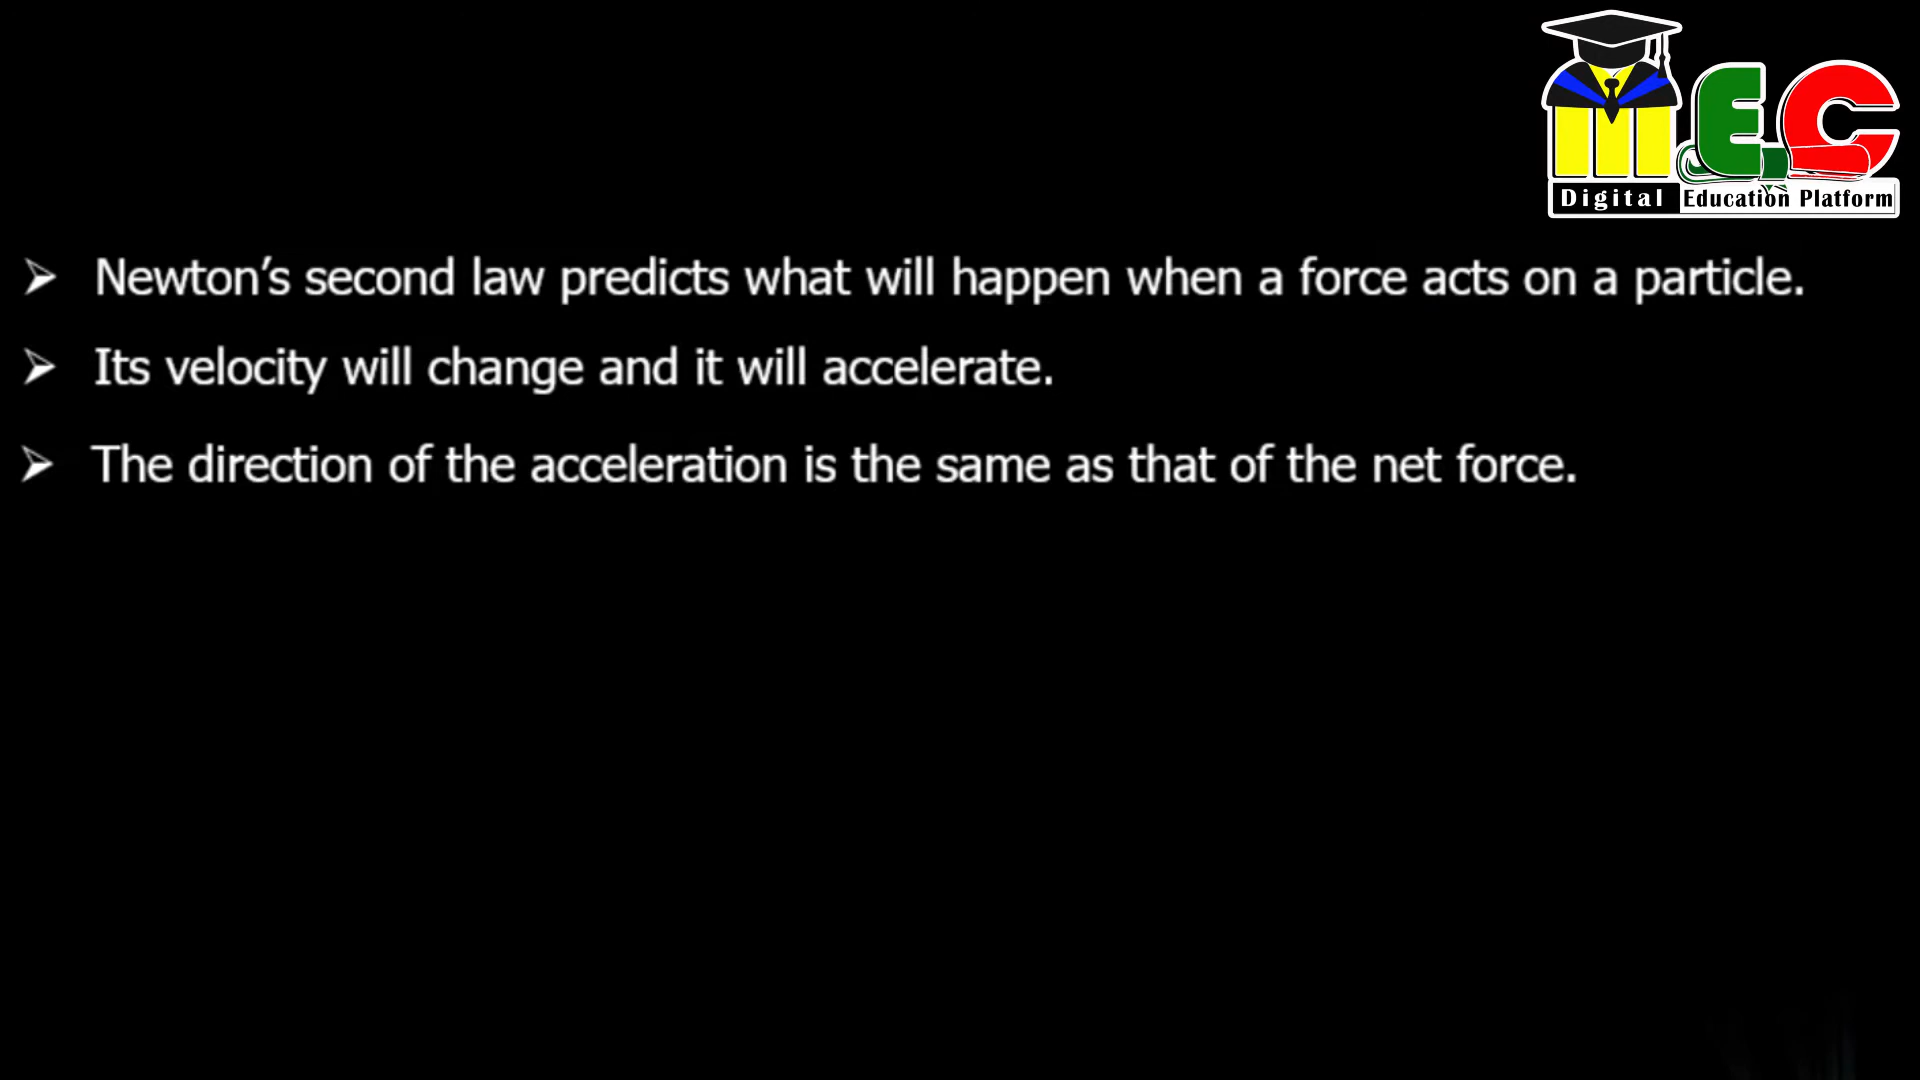 MEC
Digital Education Platform
➢ Newton’s second law predicts what will happen when a force acts on a particle.
➢ Its velocity will change and it will accelerate.
➢ The direction of the acceleration is the same as that of the net force.